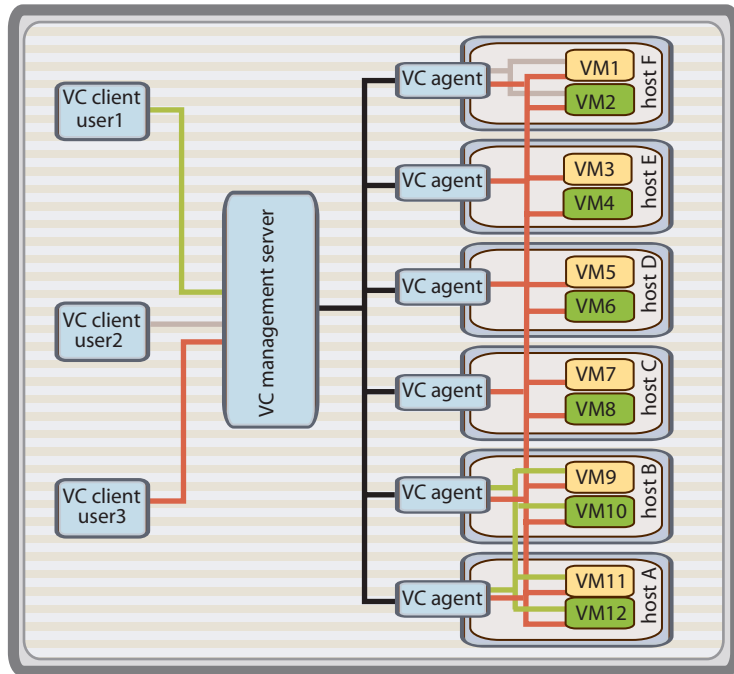 VC client
user1
VC client
user2
VC client
user3
VC management server
VC agent
VM1
VM2
host F
VC agent
VM3
VM4
host E
VC agent
VM5
VM6
host D
VC agent
VM7
VM8
host C
VC agent
VM9
VM10
host B
VC agent
VM11
VM12
host A